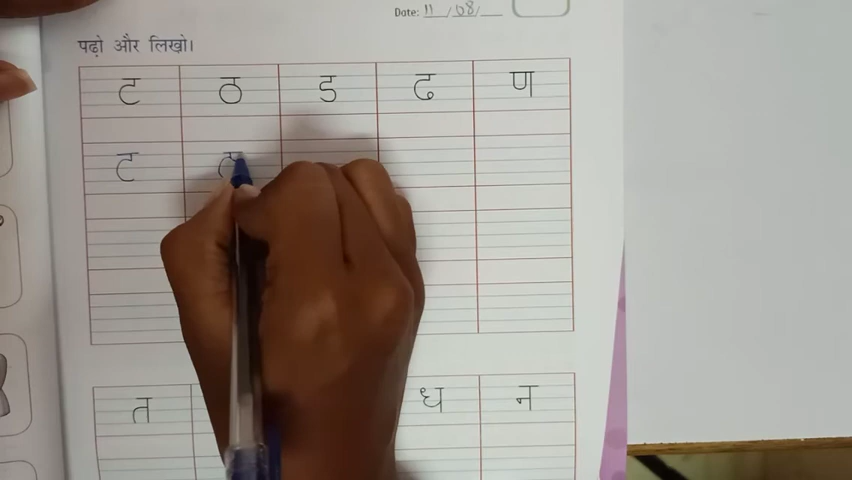 Date: 11/08/
पढ़ो और लिखो।
ट ठ ड ढ ण
ट
त ध न